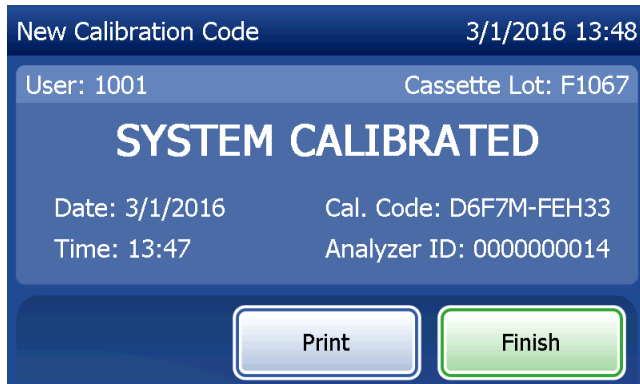 New Calibration Code 3/1/2016 13:48
User: 1001 Cassette Lot: F1067
SYSTEM CALIBRATED
Date: 3/1/2016 Cal. Code: D6F7M-FEH33
Time: 13:47 Analyzer ID: 0000000014
Print Finish